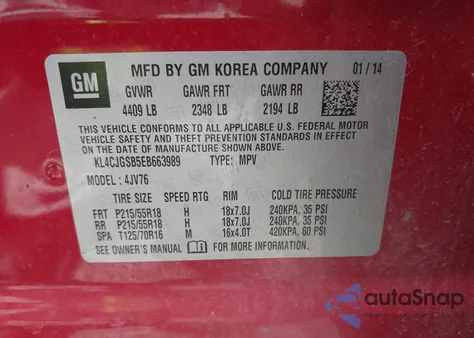 GM
MFD BY GM KOREA COMPANY 01 / 14
GVWR GAWR FRT GAWR RR
4409 LB 2348 LB 2194 LB
THIS VEHICLE CONFORMS TO ALL APPLICABLE U.S. FEDERAL MOTOR
VEHICLE SAFETY AND THEFT PREVENTION STANDARDS IN EFFECT ON THE
DATE OF MANUFACTURE SHOWN ABOVE.
KL4CJGSB5EB663989 TYPE: MPV
MODEL : 4JV76
TIRE SIZE SPEED RTG RIM COLD TIRE PRESSURE
FRT P215/55R18 H 18x7.0J 240KPA, 35 PSI
RR P215/55R18 H 18x7.0J 240KPA, 35 PSI
SPA T125/70R16 M 16x4.0T 420KPA, 60 PSI
SEE OWNER'S MANUAL FOR MORE INFORMATION.
autoSnap